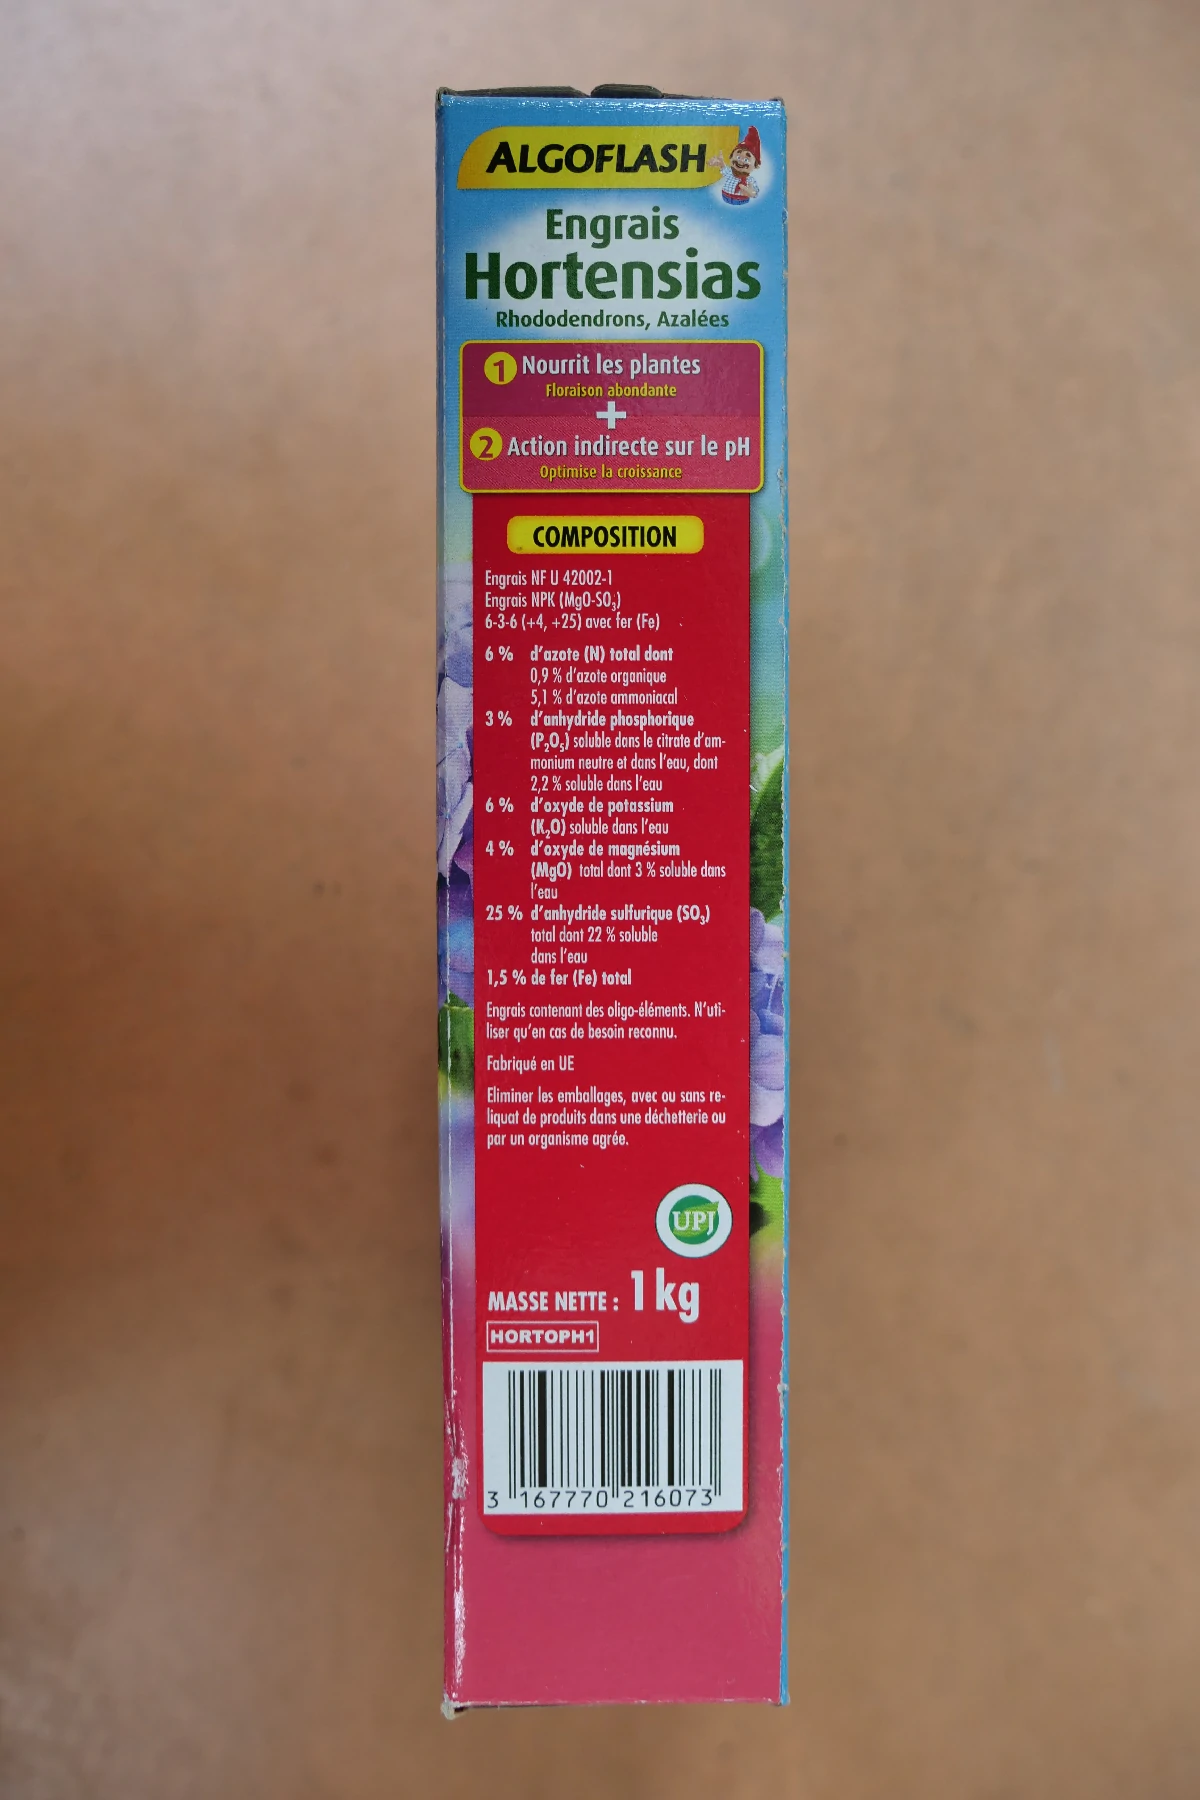 ALGOFLASH
Engrais
Hortensias
Rhododendrons, Azalées
1 Nourrit les plantes
Floraison abondante
+
2 Action indirecte sur le pH
Optimise la croissance
COMPOSITION
Engrais NF U 42002-1
Engrais NPK (MgO-SO₃)
6-3-6 (+4, +25) avec fer (Fe)
6 % d'azote (N) total dont
0,9 % d'azote organique
5,1 % d'azote ammoniacal
3 % d'anhydride phosphorique
(P₂O₅) soluble dans le citrate d'am-
monium neutre et dans l'eau, dont
2,2 % soluble dans l'eau
6 % d'oxyde de potassium
(K₂O) soluble dans l'eau
4 % d'oxyde de magnésium
(MgO) total dont 3 % soluble dans
l'eau
25 % d'anhydride sulfurique (SO₃)
total dont 22 % soluble
dans l'eau
1,5 % de fer (Fe) total
Engrais contenant des oligo-éléments. N'uti-
liser qu'en cas de besoin reconnu.
Fabriqué en UE
Eliminer les emballages, avec ou sans re-
liquat de produits dans une déchetterie ou
par un organisme agrée.
UPJ
MASSE NETTE : 1 kg
HORTOPH1
3 167770 216073